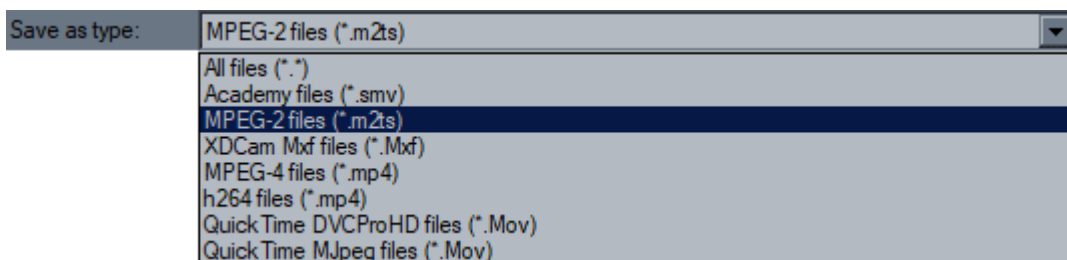 Save as type: MPEG-2 files (*.m2ts)
All files (*.*)
Academy files (*.smv)
MPEG-2 files (*.m2ts)
XDCam Mxf files (*.Mxf)
MPEG-4 files (*.mp4)
h264 files (*.mp4)
Quick Time DVCProHD files (*.Mov)
Quick Time MJpeg files (*.Mov)